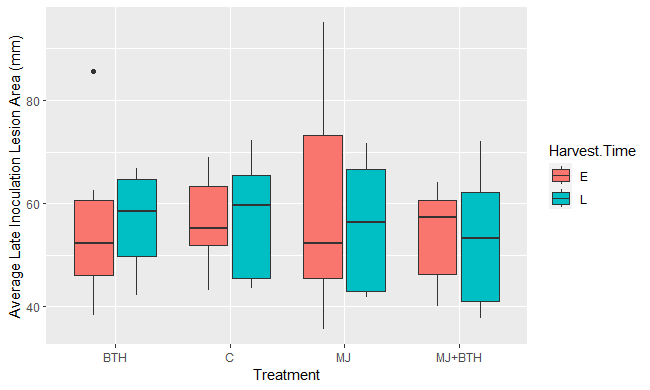 Average Late Inoculation Lesion Area (mm)
80
60
40
BTH
C
MJ
MJ+BTH
Treatment
Harvest.Time
E
L